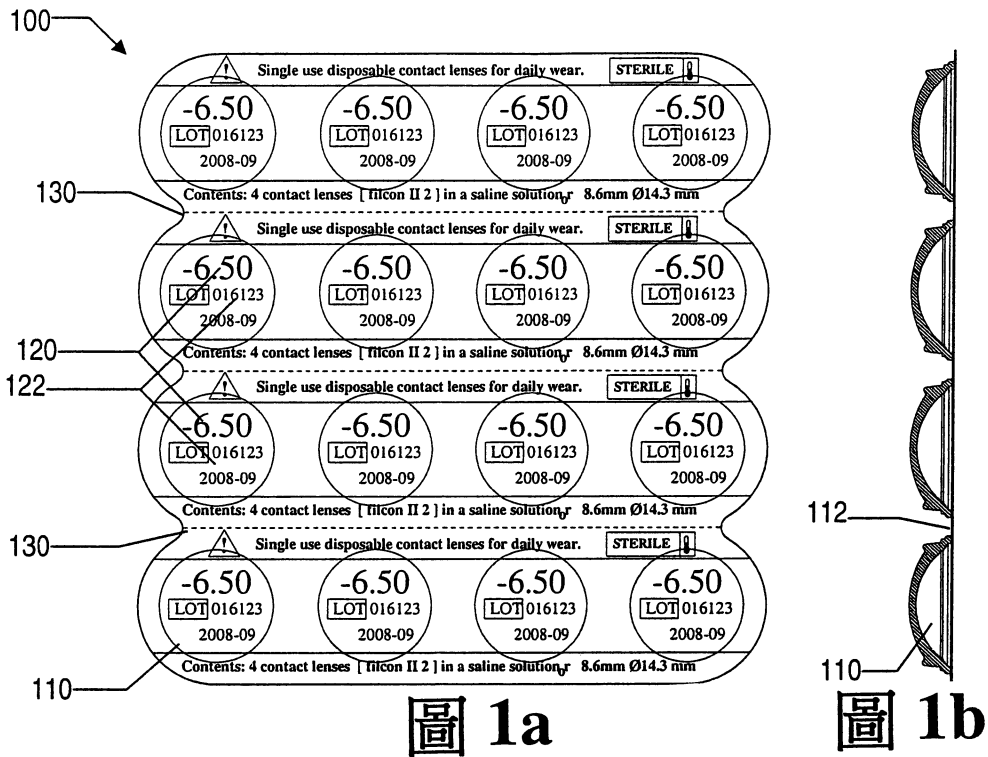 100
Single use disposable contact lenses for daily wear. STERILE
-6.50 -6.50 -6.50 -6.50
LOT 016123 LOT 016123 LOT 016123 LOT 016123
2008-09 2008-09 2008-09 2008-09
130
Contents: 4 contact lenses [ filcon II 2 ] in a saline solution 8.6mm Ø14.3 mm
Single use disposable contact lenses for daily wear. STERILE
-6.50 -6.50 -6.50 -6.50
LOT 016123 LOT 016123 LOT 016123 LOT 016123
2008-09 2008-09 2008-09 2008-09
120
Contents: 4 contact lenses [ filcon II 2 ] in a saline solution 8.6mm Ø14.3 mm
122
Single use disposable contact lenses for daily wear. STERILE
-6.50 -6.50 -6.50 -6.50
LOT 016123 LOT 016123 LOT 016123 LOT 016123
2008-09 2008-09 2008-09 2008-09
Contents: 4 contact lenses [ filcon II 2 ] in a saline solution 8.6mm Ø14.3 mm
130
Single use disposable contact lenses for daily wear. STERILE
-6.50 -6.50 -6.50 -6.50
LOT 016123 LOT 016123 LOT 016123 LOT 016123
2008-09 2008-09 2008-09 2008-09
Contents: 4 contact lenses [ filcon II 2 ] in a saline solution 8.6mm Ø14.3 mm
110
圖 1a
112
110
圖 1b